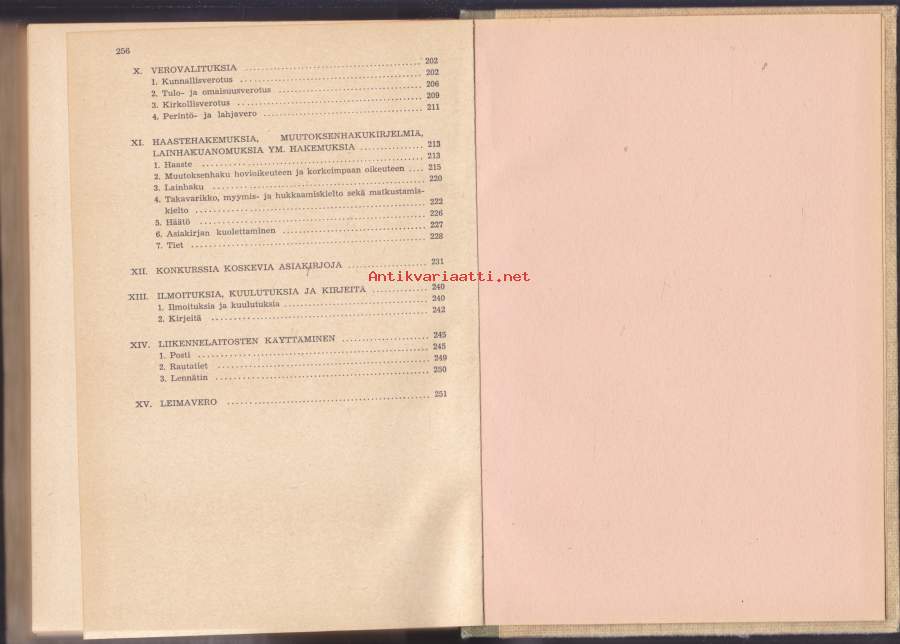 256
X. VEROVALITUKSIA 202
1. Kunnallisverotus 202
2. Tulo- ja omaisuusverotus 206
3. Kirkollisverotus 209
4. Perintö- ja lahjavero 211
XI. HAASTEHAKEMUKSIA, MUUTOKSENHAKUKIRJELMIÄ,
LAINHAKUANOMUKSIA YM. HAKEMUKSIA 213
1. Haaste 213
2. Muutoksenhaku hovioikeuteen ja korkeimpaan oikeuteen 215
3. Lainhaku 220
4. Takavarikko, myymis- ja hukkaamiskielto sekä matkustamis-
kielto 222
5. Häätö 226
6. Asiakirjan kuolettaminen 227
7. Tiet 228
XII. KONKURSSIA KOSKEVIA ASIAKIRJOJA 231
Antikvariaatti.net
XIII. ILMOITUKSIA, KUULUTUKSIA JA KIRJEITÄ 240
1. Ilmoituksia ja kuulutuksia 240
2. Kirjeitä 242
XIV. LIIKENNELAITOSTEN KÄYTTÄMINEN 245
1. Posti 245
2. Rautatiet 249
3. Lennätin 250
XV. LEIMAVERO 251